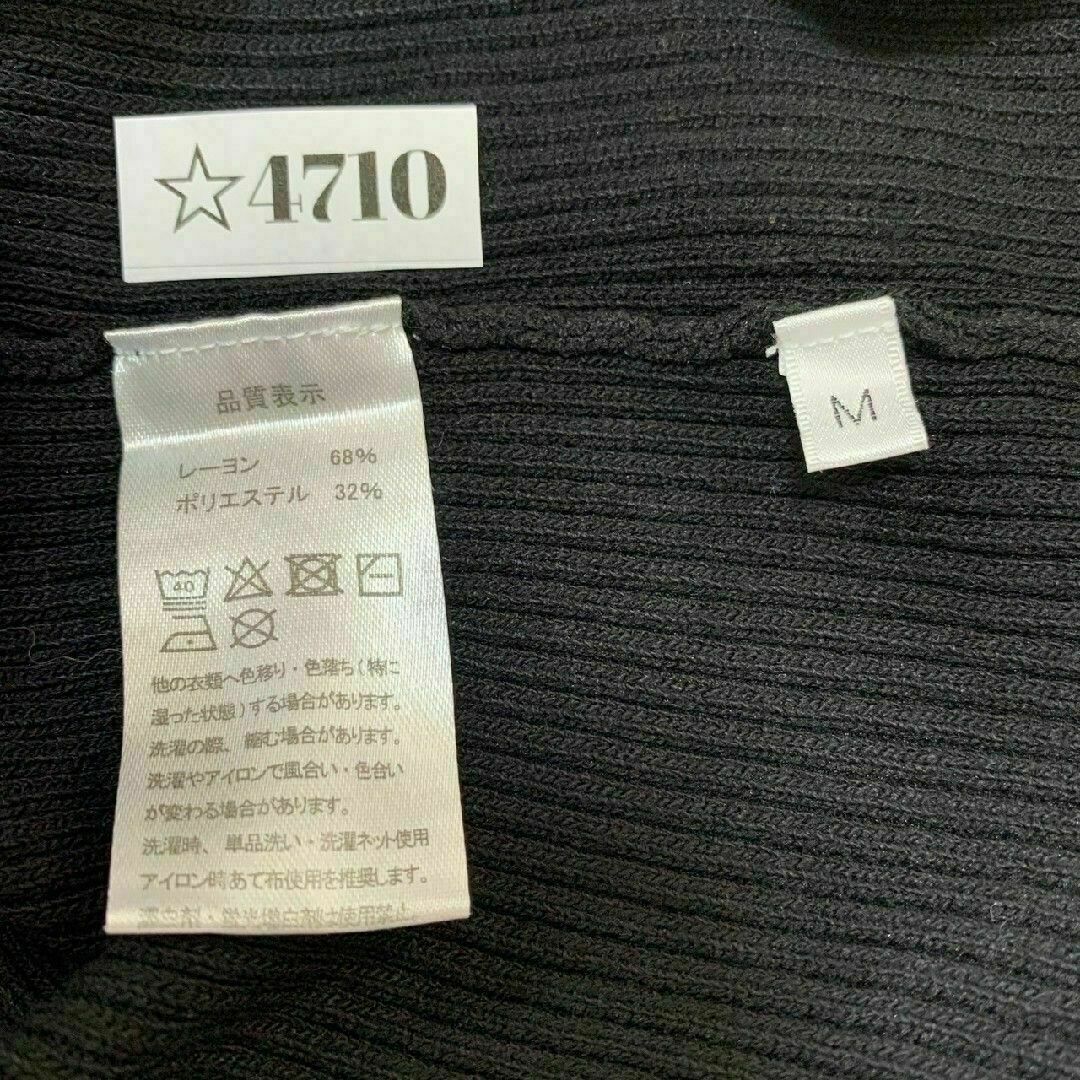 ☆4710
品質表示
レーヨン 68%
ポリエステル 32%
40
他の衣類へ色移り・色落ち(特に
湿った状態)する場合があります。
洗濯の際、縮む場合があります。
洗濯やアイロンで風合い・色合い
が変わる場合があります。
洗濯時、単品洗い・洗濯ネット使用
アイロン時あて布使用を推奨します。
M